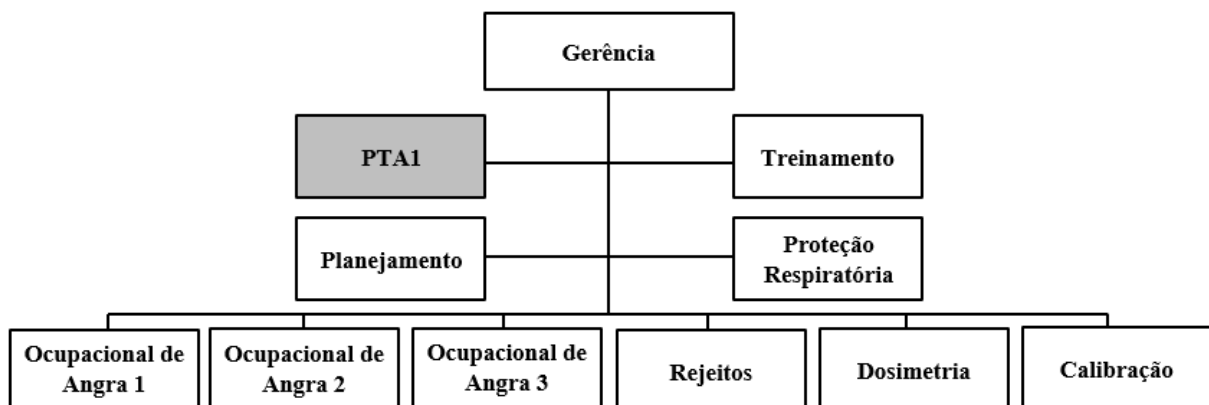 Gerência
PTA1
Treinamento
Planejamento
Proteção
Respiratória
Ocupacional de
Angra 1
Ocupacional de
Angra 2
Ocupacional de
Angra 3
Rejeitos
Dosimetria
Calibração